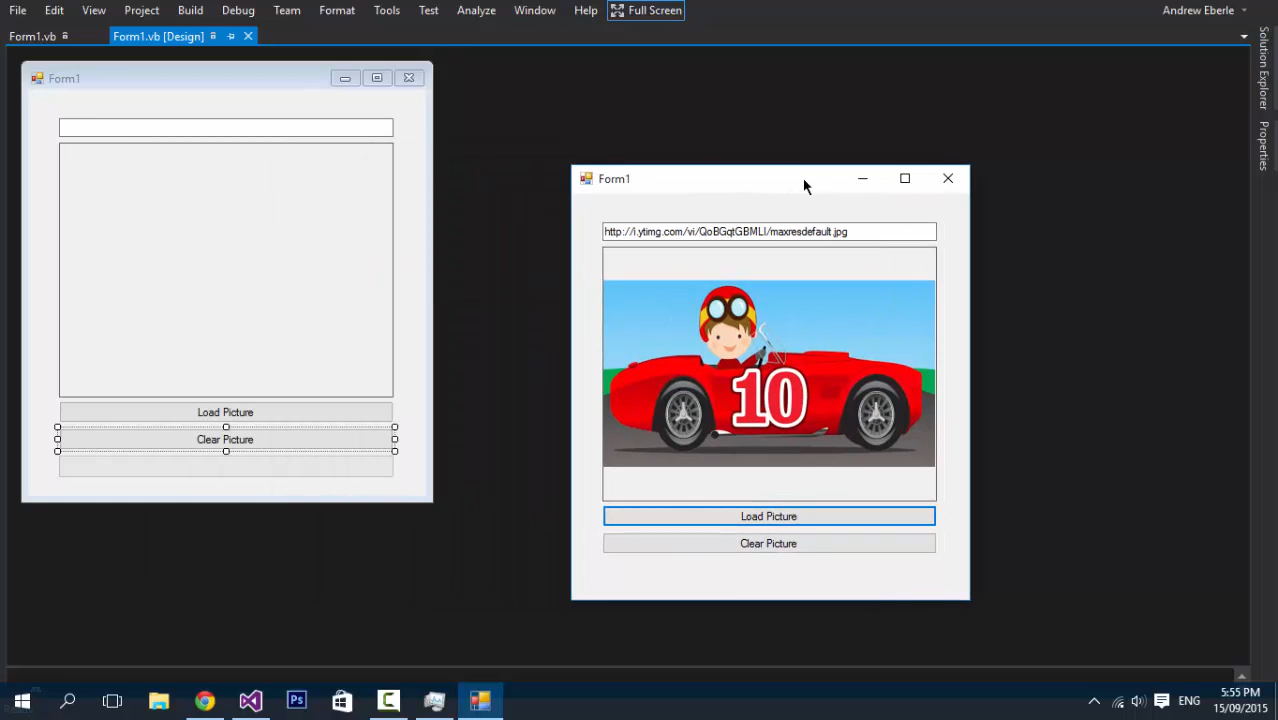 File Edit View Project Build Debug Team Format Tools Test Analyze Window Help Full Screen Andrew Eberle
Form1.vb Form1.vb [Design]
Solution Explorer
Properties
Form1
Load Picture
Clear Picture
Form1
http://i.ytimg.com/vi/QoBGqtGBMLI/maxresdefault.jpg
10
Load Picture
Clear Picture
Ps
C
ENG
5:55 PM
15/09/2015